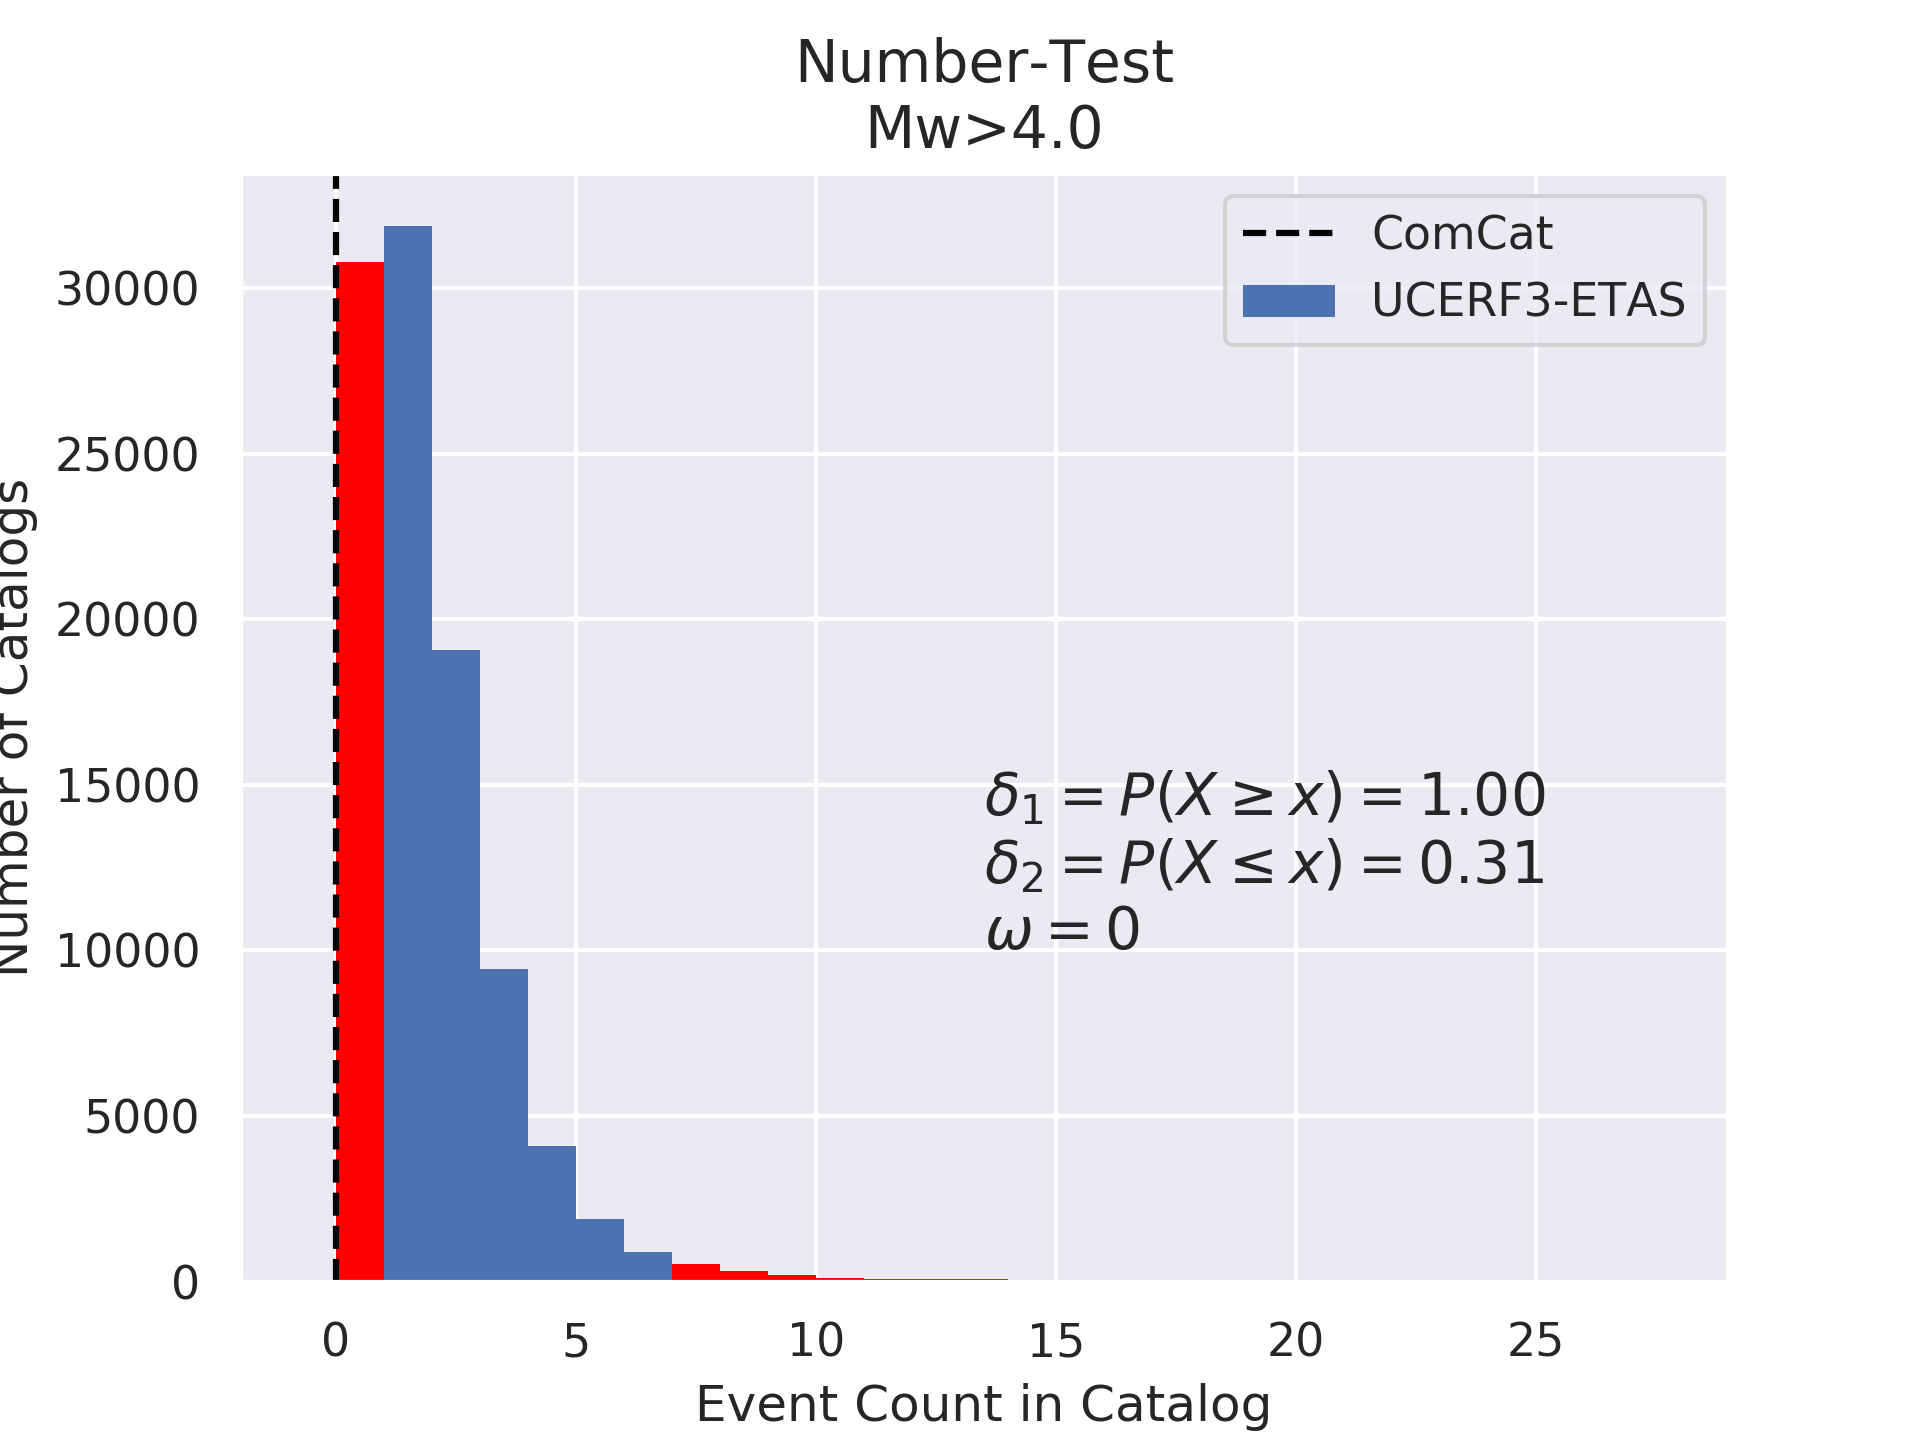 Number-Test
Mw>4.0
ComCat
UCERF3-ETAS
30000
25000
20000
15000
10000
5000
0
Number of Catalogs
δ₁ = P(X ≥ x) = 1.00
δ₂ = P(X ≤ x) = 0.31
ω = 0
0 5 10 15 20 25
Event Count in Catalog